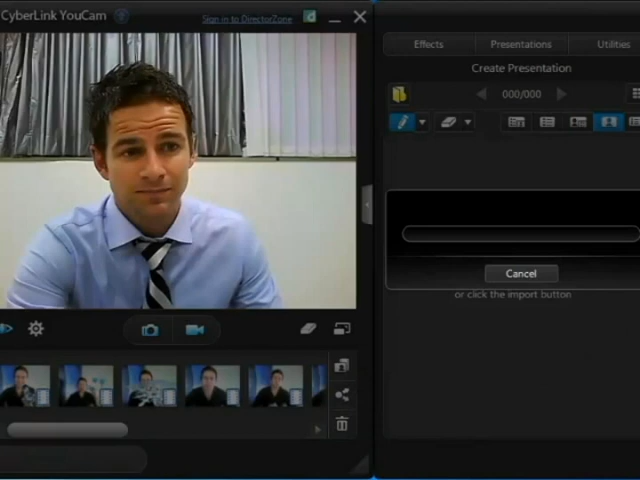 CyberLink YouCam
Sign in to DirectorZone
Effects
Presentations
Utilities
Create Presentation
000/000
Cancel
or click the import button